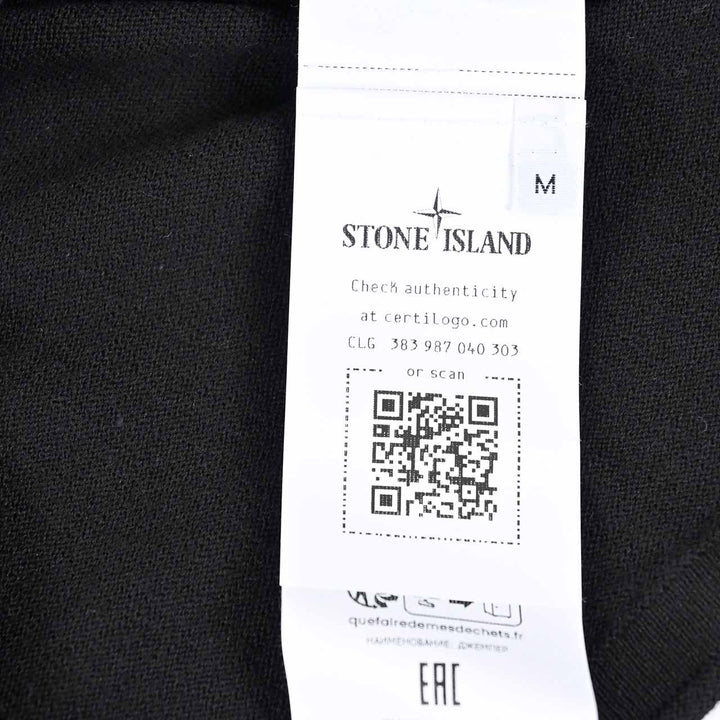 M
STONE ISLAND
Check authenticity
at certilogo.com
CLG 383 987 040 303
or scan
quefairedemesdechets.fr
НАИМЕНОВАНИЕ: ДЖЕМПЕР
EAC